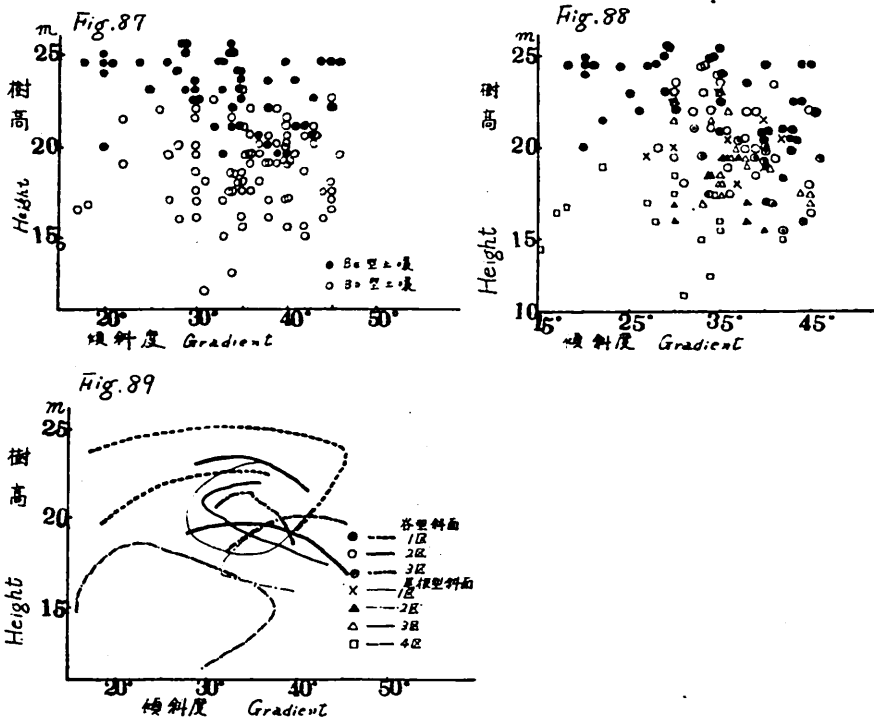 Fig.87
m
25
20
15
樹高
Height
● BE型土壌
○ BD型土壌
20° 30° 40° 50°
傾斜度 Gradient
Fig.88
m
25
20
15
10
樹高
Height
15° 25° 35° 45°
傾斜度 Gradient
Fig.89
m
25
20
15
樹高
Height
谷型斜面
1区
2区
3区
尾根型斜面
1区
2区
3区
4区
20° 30° 40° 50°
傾斜度 Gradient